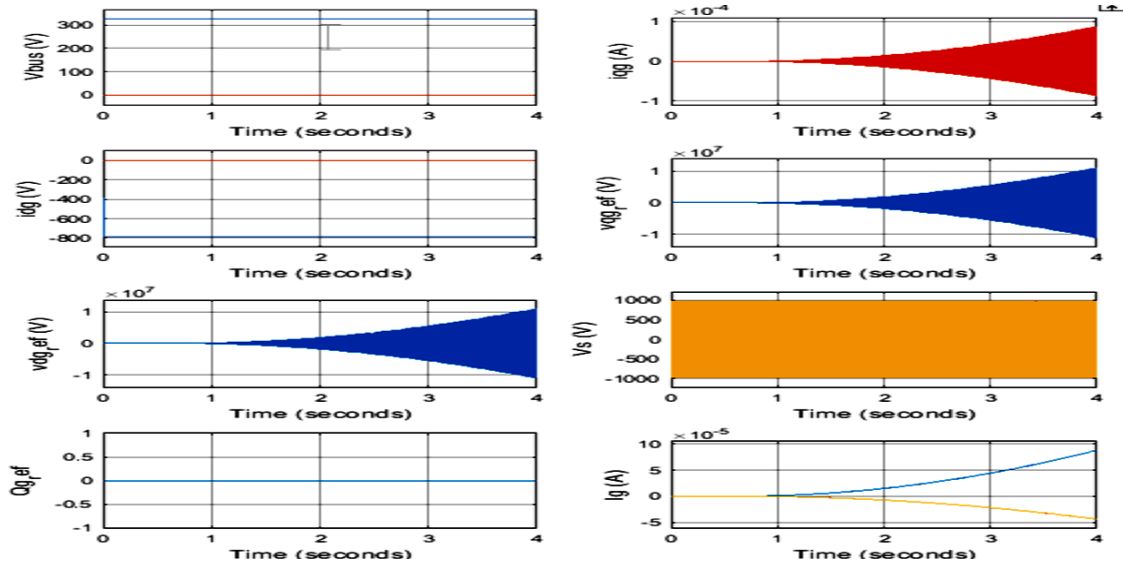 Vbus (V)
300
200
100
0
0 1 2 3 4
Time (seconds)
× 10⁻⁴
iqg (A)
1
0
-1
0 1 2 3 4
Time (seconds)
idg (V)
0
-200
-400
-600
-800
0 1 2 3 4
Time (seconds)
× 10⁷
vqg_ref (V)
1
0
-1
0 1 2 3 4
Time (seconds)
× 10⁷
vdg_ref (V)
1
0
-1
0 1 2 3 4
Time (seconds)
Vs (V)
1000
500
0
-500
-1000
0 1 2 3 4
Time (seconds)
Qg_ref
1
0.5
0
-0.5
-1
0 1 2 3 4
Time (seconds)
× 10⁻⁵
Ig (A)
10
5
0
-5
0 1 2 3 4
Time (seconds)